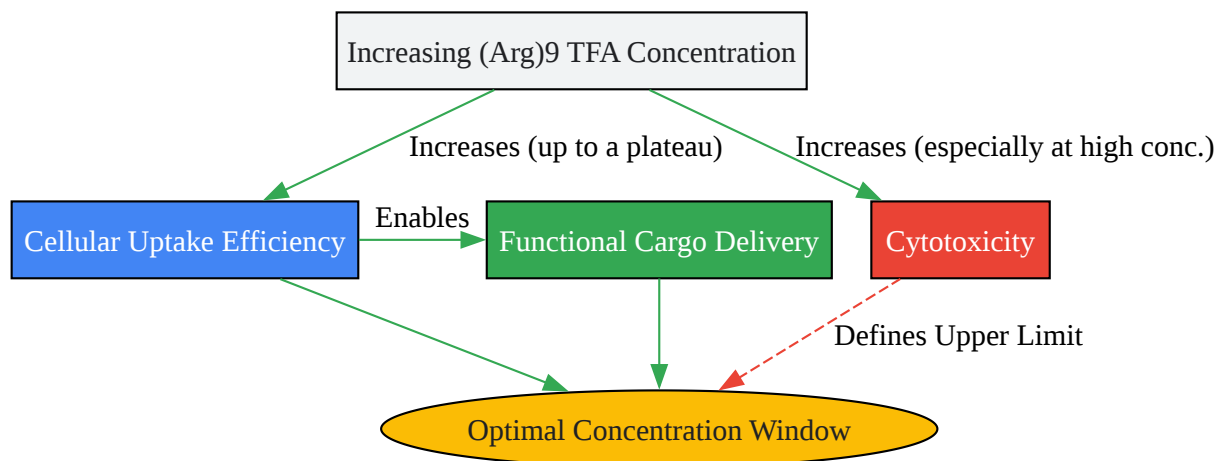 Increasing (Arg)9 TFA Concentration
Increases (up to a plateau)
Increases (especially at high conc.)
Cellular Uptake Efficiency
Enables
Functional Cargo Delivery
Cytotoxicity
Defines Upper Limit
Optimal Concentration Window